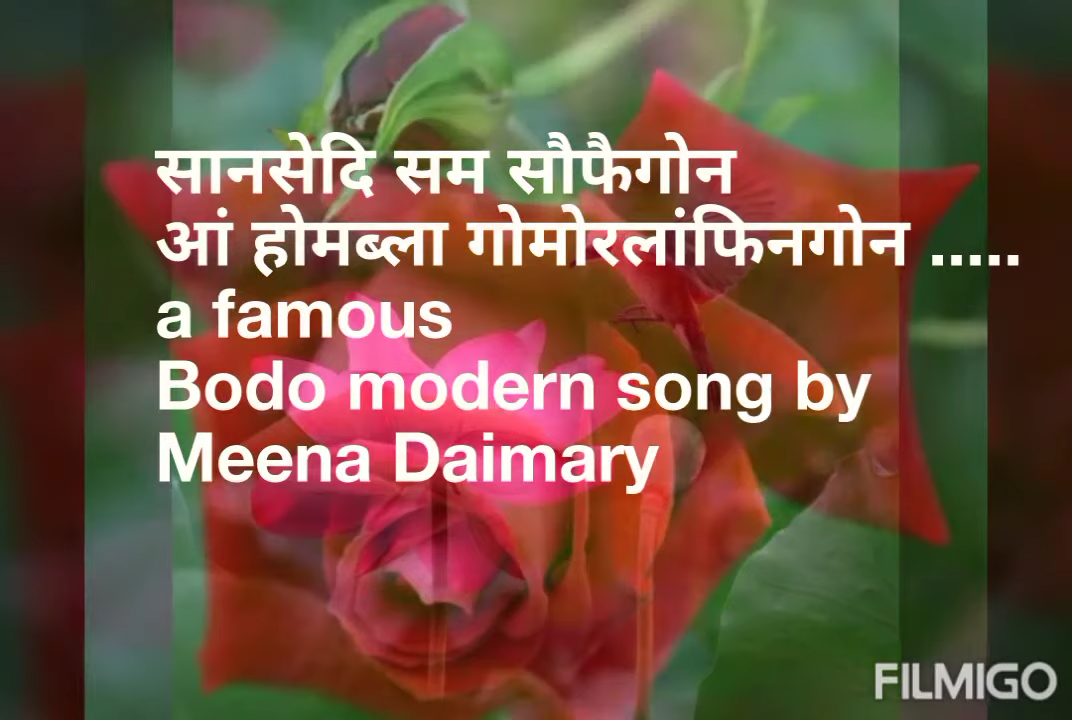 सानसेदि सम सौफैगोन
आं होमब्ला गोमोरलांफिनगोन .....
a famous
Bodo modern song by
Meena Daimary
FILMIGO